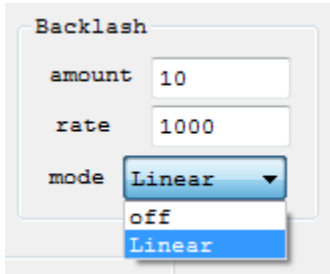 Backlash
amount 10
rate 1000
mode Linear
off
Linear